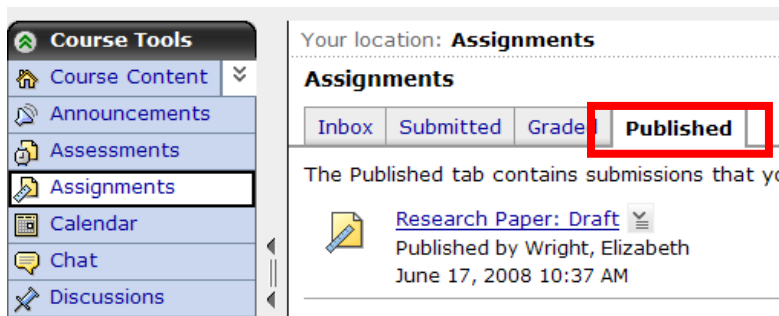 Course Tools
Course Content
Announcements
Assessments
Assignments
Calendar
Chat
Discussions
Your location: Assignments
Assignments
Inbox Submitted Graded Published
The Published tab contains submissions that
Research Paper: Draft
Published by Wright, Elizabeth
June 17, 2008 10:37 AM